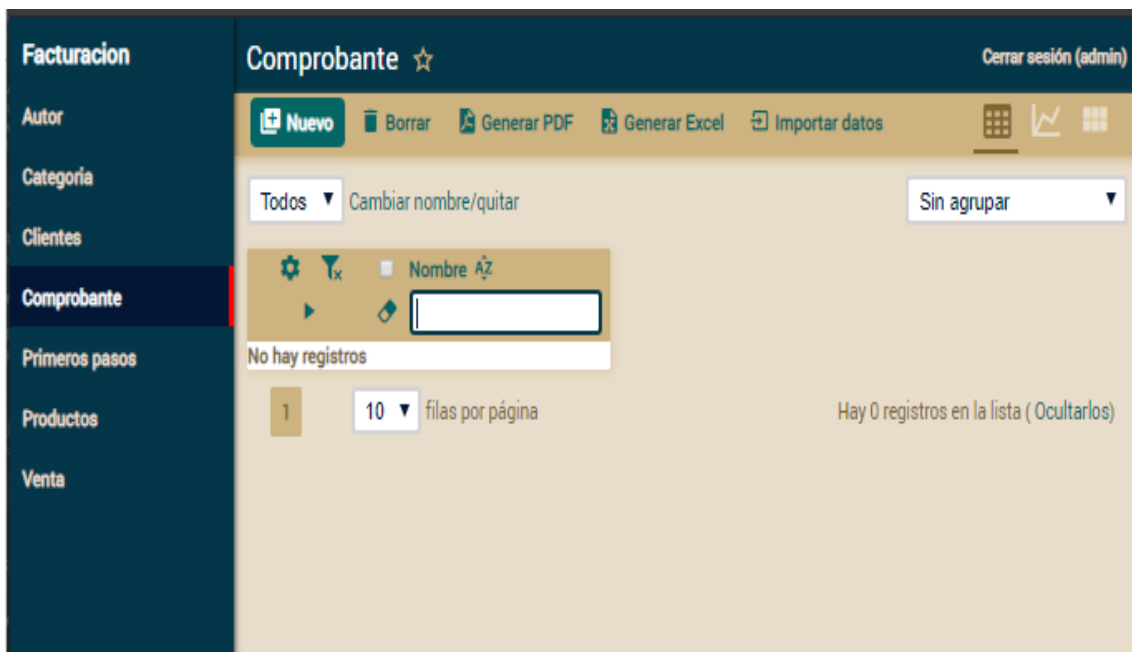 Facturacion
Autor
Categoria
Clientes
Comprobante
Primeros pasos
Productos
Venta
Comprobante
Cerrar sesión (admin)
Nuevo Borrar Generar PDF Generar Excel Importar datos
Todos Cambiar nombre/quitar Sin agrupar
Nombre
No hay registros
1 10 filas por página Hay 0 registros en la lista ( Ocultarlos)